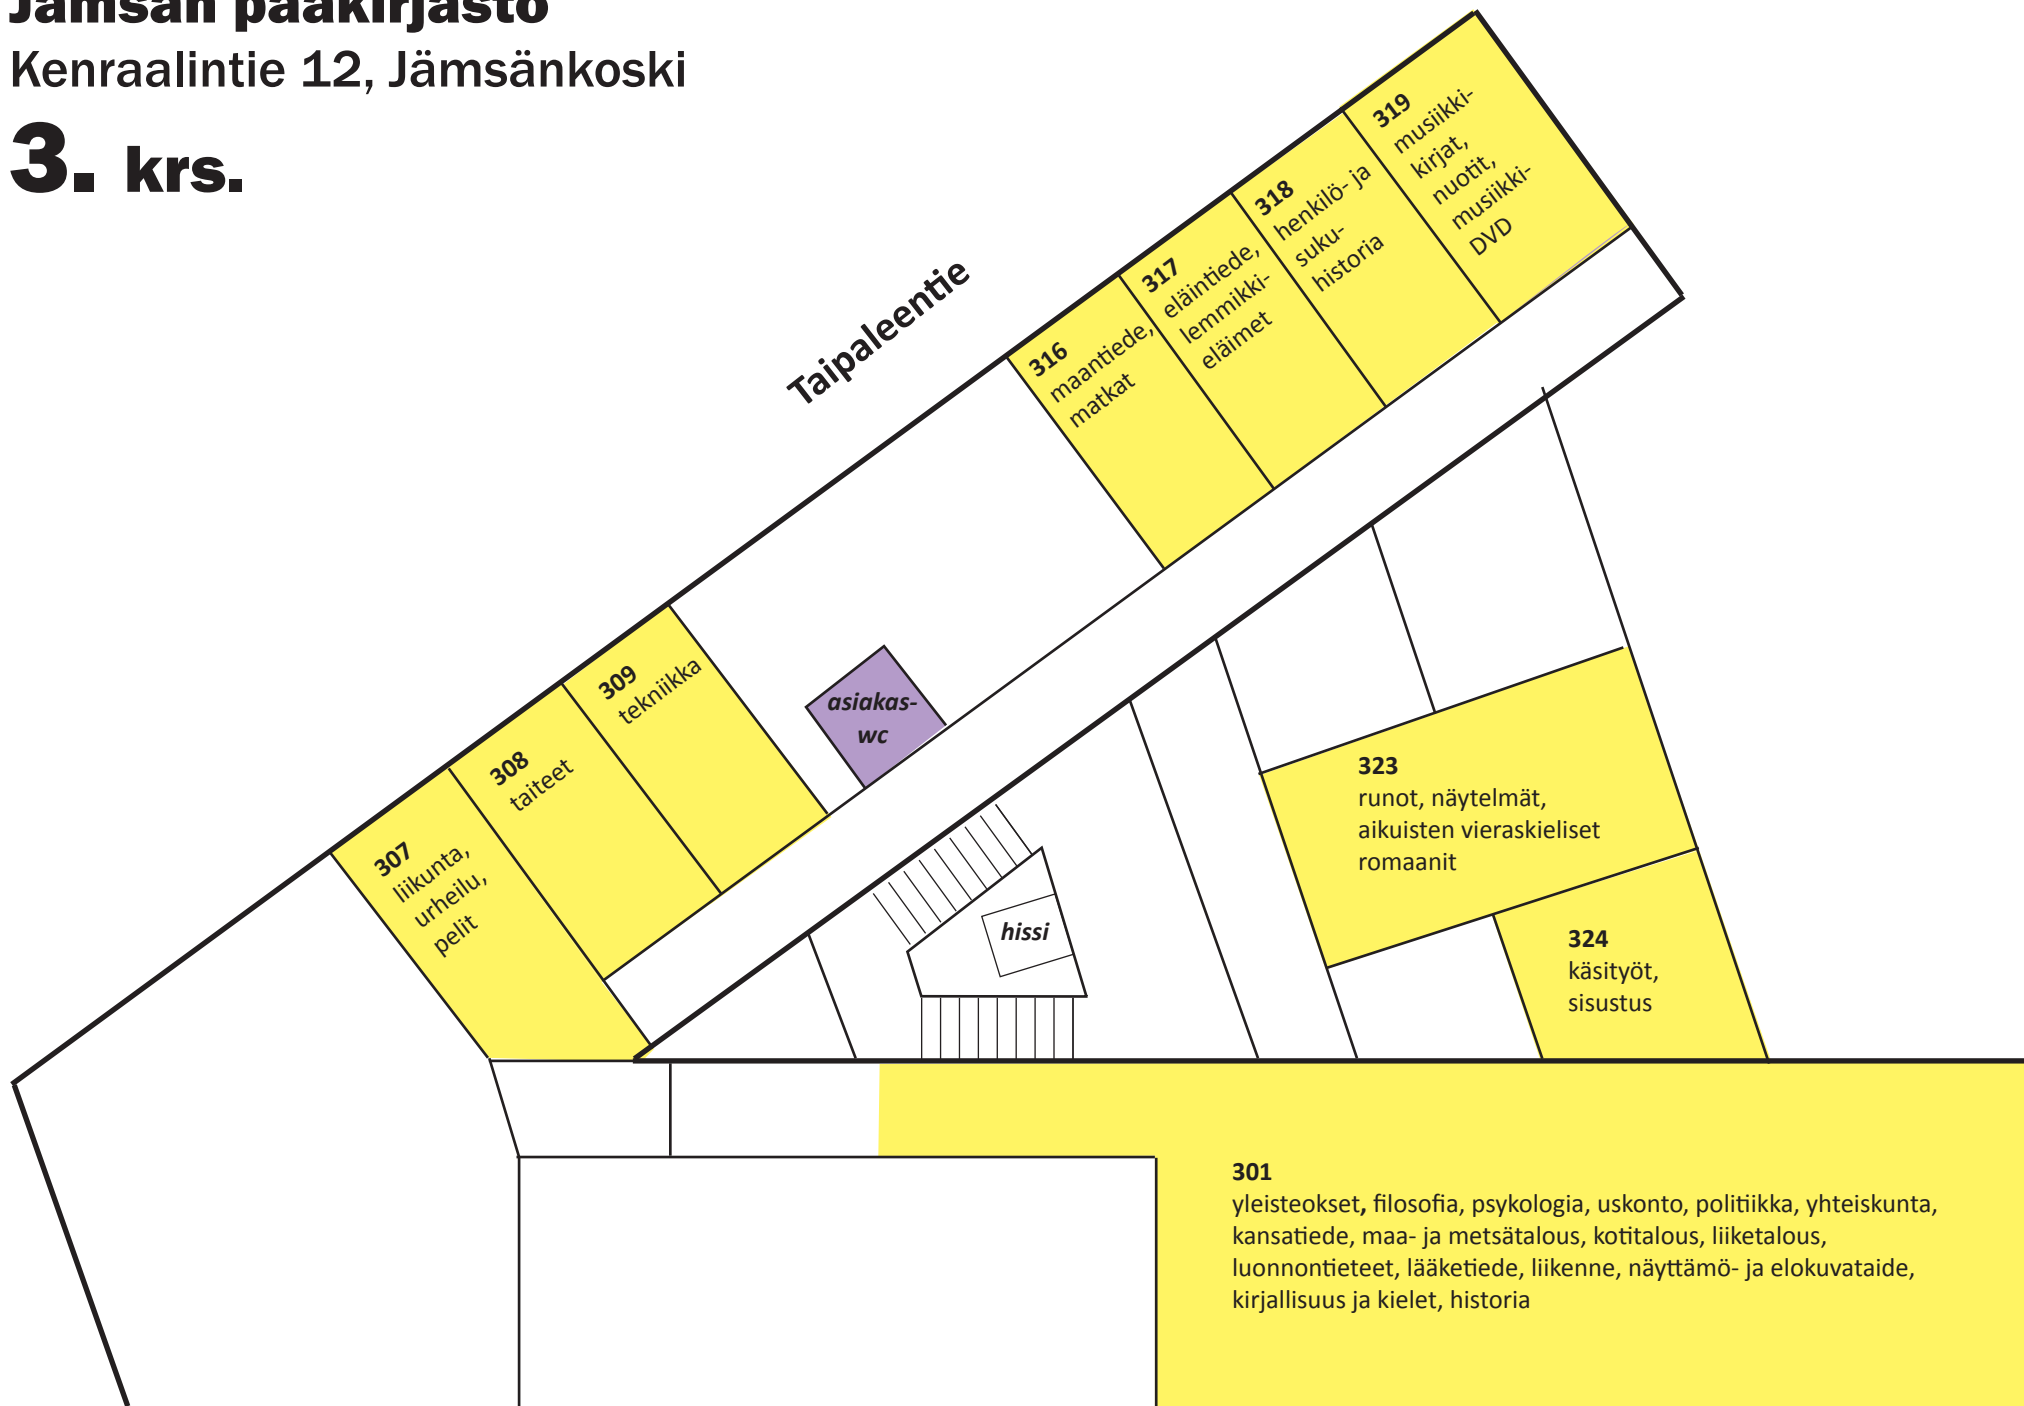 Jämsän pääkirjasto
Kenraalintie 12, Jämsänkoski
3. krs.
Taipaleentie
319
musiikki-
kirjat,
nuotit,
musiikki-
DVD
318
henkilö- ja
suku-
historia
317
eläintiede,
lemmikki-
eläimet
316
maantiede,
matkat
309
tekniikka
308
taiteet
307
liikunta,
urheilu,
pelit
asiakas-
wc
hissi
323
runot, näytelmät,
aikuisten vieraskieliset
romaanit
324
käsityöt,
sisustus
301
yleisteokset, filosofia, psykologia, uskonto, politiikka, yhteiskunta,
kansatiede, maa- ja metsätalous, kotitalous, liiketalous,
luonnontieteet, lääketiede, liikenne, näyttämö- ja elokuvataide,
kirjallisuus ja kielet, historia